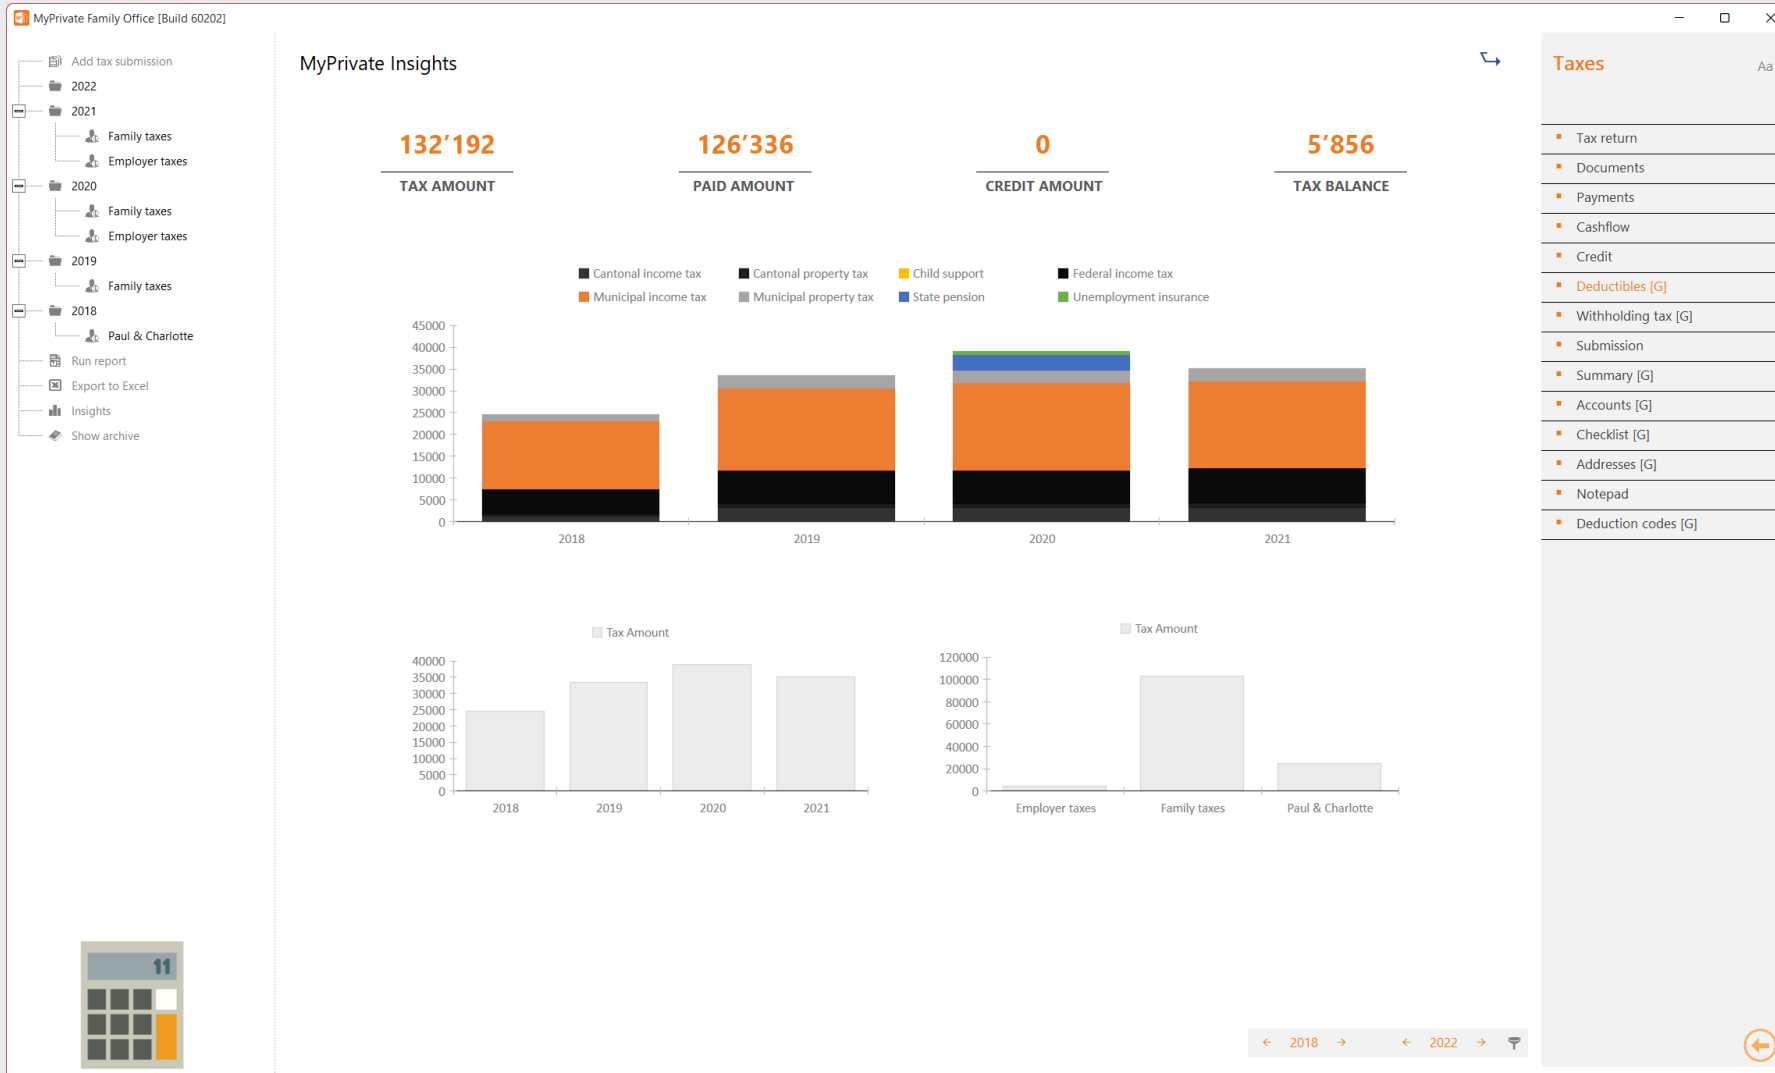 MyPrivate Family Office [Build 60202]
Add tax submission
2022
2021
Family taxes
Employer taxes
2020
Family taxes
Employer taxes
2019
Family taxes
2018
Paul & Charlotte
Run report
Export to Excel
Insights
Show archive
11
MyPrivate Insights
132’192 126’336 0 5’856
TAX AMOUNT PAID AMOUNT CREDIT AMOUNT TAX BALANCE
Cantonal income tax Cantonal property tax Child support Federal income tax
Municipal income tax Municipal property tax State pension Unemployment insurance
45000
40000
35000
30000
25000
20000
15000
10000
5000
0
2018 2019 2020 2021
Tax Amount
40000
35000
30000
25000
20000
15000
10000
5000
0
2018 2019 2020 2021
Tax Amount
120000
100000
80000
60000
40000
20000
0
Employer taxes Family taxes Paul & Charlotte
2018 2022
Taxes Aa
Tax return
Documents
Payments
Cashflow
Credit
Deductibles [G]
Withholding tax [G]
Submission
Summary [G]
Accounts [G]
Checklist [G]
Addresses [G]
Notepad
Deduction codes [G]